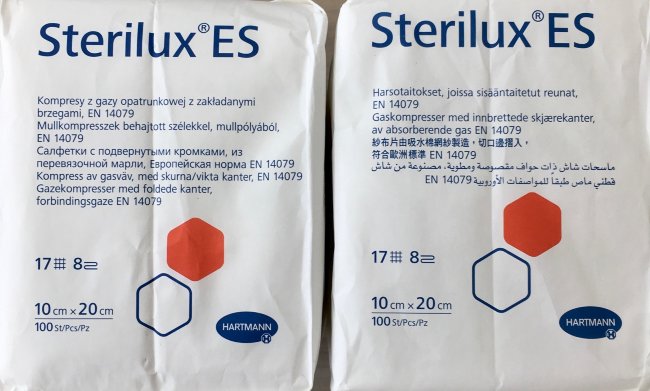 Sterilux® ES
Kompresy z gazy opatrunkowej z zakładanymi
brzegami, EN 14079
Mullkompresszek behajtott szélekkel, mullpólyából,
EN 14079
Салфетки с подвернутыми кромками, из
перевязочной марли, Европейская норма EN 14079
Kompress av gasväv, med skurna/vikta kanter, EN 14079
Gazekompresser med foldede kanter,
forbindingsgaze EN 14079
17 8
10 cm × 20 cm
100 St/Pcs/Pz
HARTMANN
Sterilux® ES
Harsotaitokset, joissa sisääntaitetut reunat,
EN 14079
Gaskompresser med innbrettede skjærekanter,
av absorberende gas EN 14079
紗布片由吸水棉網紗製造，切口邊摺入，
符合歐洲標準 EN 14079
ماسحات شاش ذات حواف مقصوصة ومطوية، مصنوعة من شاش
قطني ماص طبقاً للمواصفات الأوروبية EN 14079
17 8
10 cm × 20 cm
100 St/Pcs/Pz
HARTMANN